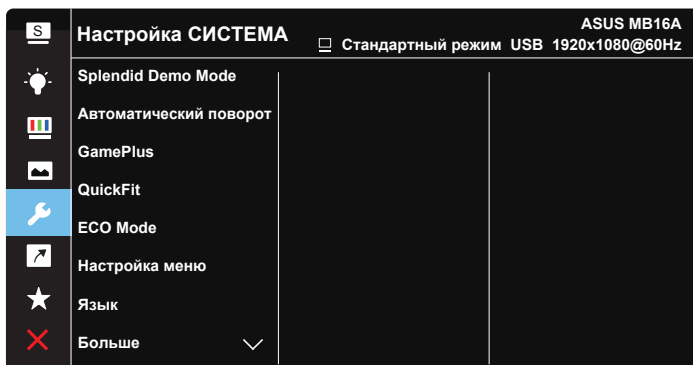 S
Настройка СИСТЕМА
ASUS MB16A
Стандартный режим USB 1920x1080@60Hz
Splendid Demo Mode
Автоматический поворот
GamePlus
QuickFit
ECO Mode
Настройка меню
Язык
Больше